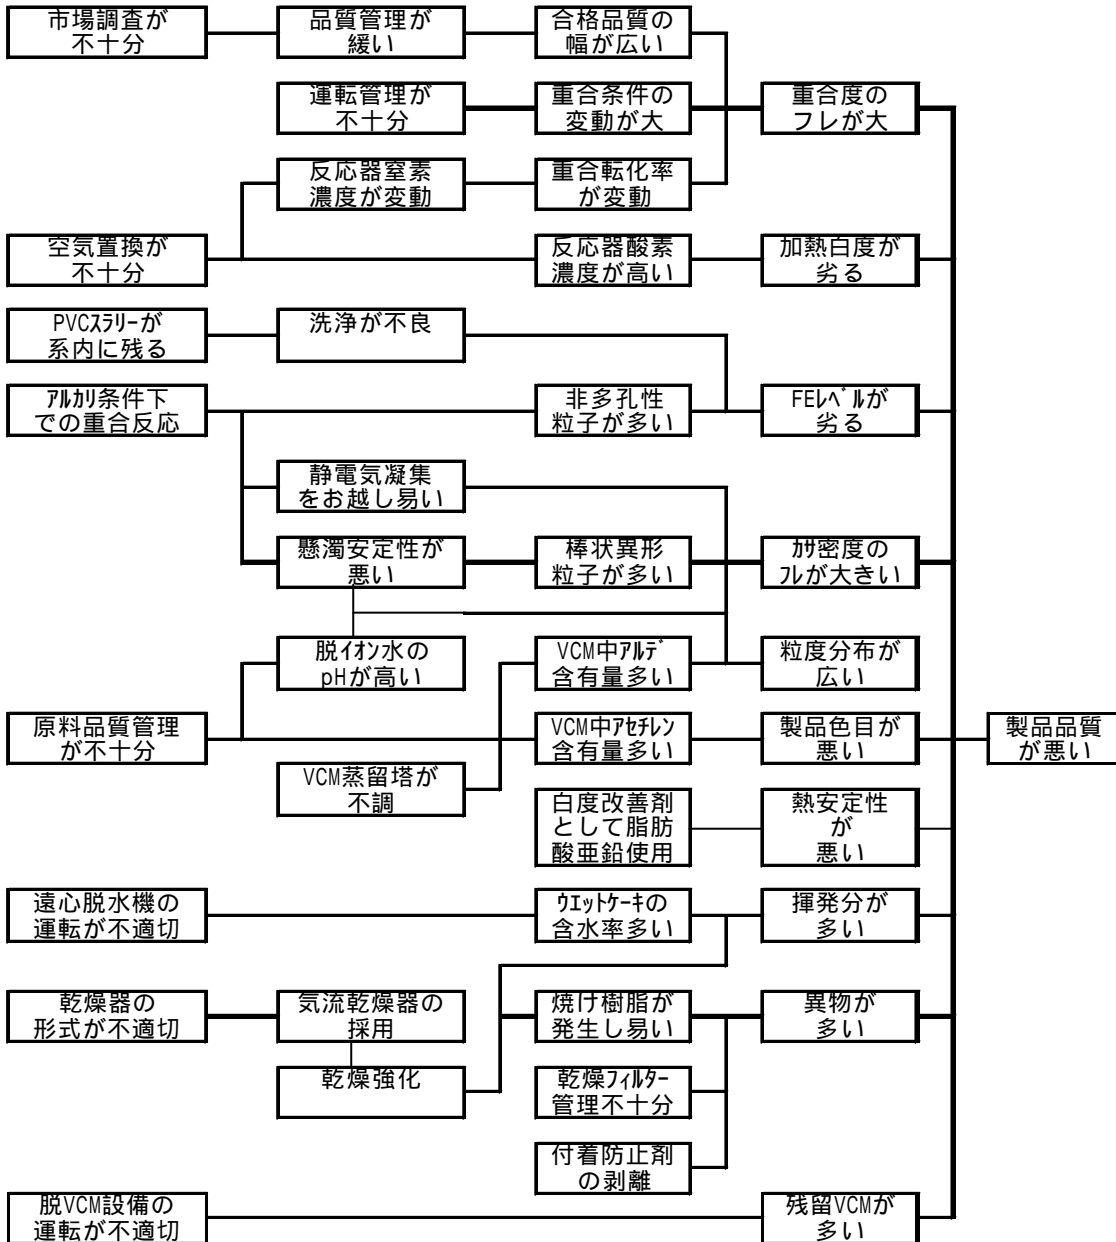 市場調査が
不十分
品質管理が
緩い
合格品質の
幅が広い
運転管理が
不十分
重合条件の
変動が大
重合度の
フレが大
反応器窒素
濃度が変動
重合転化率
が変動
空気置換が
不十分
反応器酸素
濃度が高い
加熱白度が
劣る
PVCｽﾗﾘｰが
系内に残る
洗浄が不良
ｱﾙｶﾘ条件下
での重合反応
非多孔性
粒子が多い
FEﾚﾍﾞﾙが
劣る
静電気凝集
をお越し易い
懸濁安定性が
悪い
棒状異形
粒子が多い
ｶｻ密度の
ﾌﾚが大きい
脱ｲｵﾝ水の
pHが高い
VCM中ｱﾙﾃﾞ
含有量多い
粒度分布が
広い
原料品質管理
が不十分
VCM中ｱｾﾁﾚﾝ
含有量多い
製品色目が
悪い
製品品質
が悪い
VCM蒸留塔が
不調
白度改善剤
として脂肪
酸亜鉛使用
熱安定性
が
悪い
遠心脱水機の
運転が不適切
ｳｴｯﾄｹｰｷの
含水率多い
揮発分が
多い
乾燥器の
形式が不適切
気流乾燥器の
採用
焼け樹脂が
発生し易い
異物が
多い
乾燥強化
乾燥ﾌｨﾙﾀｰ
管理不十分
付着防止剤
の剥離
脱VCM設備の
運転が不適切
残留VCMが
多い